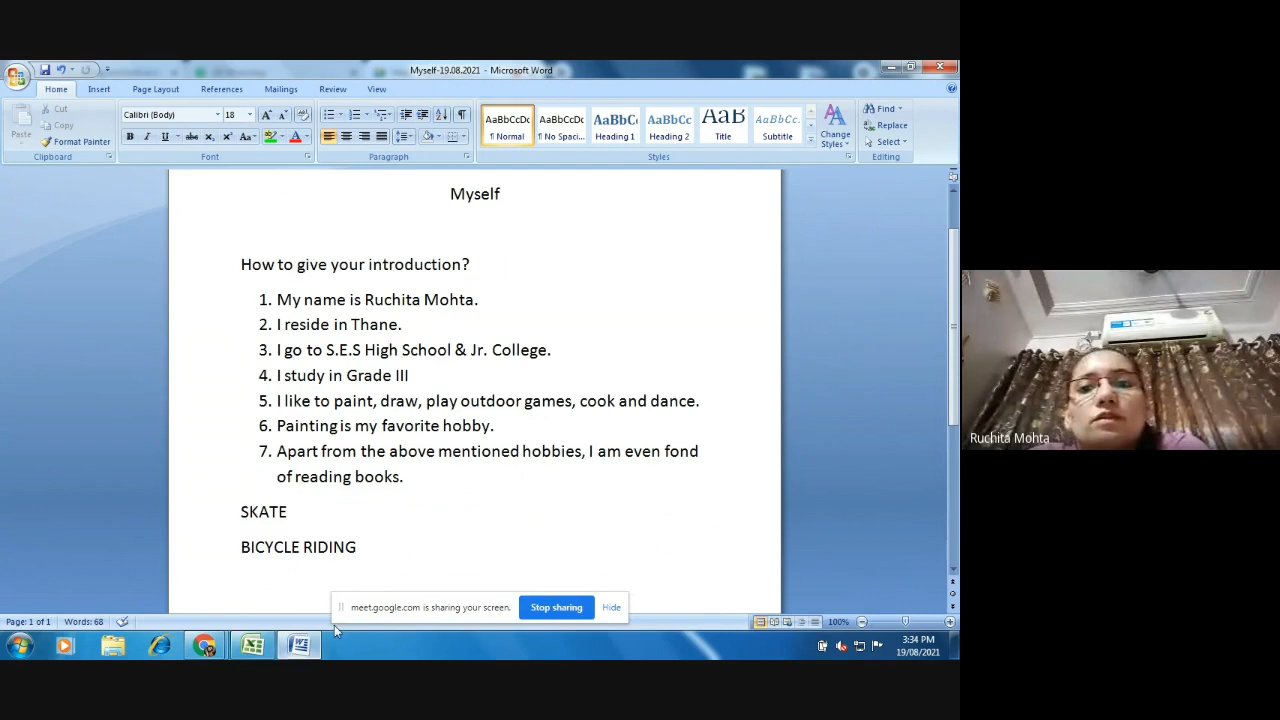 Myself-19.08.2021 - Microsoft Word
Home Insert Page Layout References Mailings Review View
Cut
Copy
Format Painter
Paste
Clipboard
Calibri (Body) 18
Font
Paragraph
AaBbCcDc AaBbCcDc AaBbC AaBbCc AaB AaBbCc.
¶ Normal ¶ No Spaci... Heading 1 Heading 2 Title Subtitle
Change Styles
Styles
Find
Replace
Select
Editing
Myself
How to give your introduction?
1. My name is Ruchita Mohta.
2. I reside in Thane.
3. I go to S.E.S High School & Jr. College.
4. I study in Grade III
5. I like to paint, draw, play outdoor games, cook and dance.
6. Painting is my favorite hobby.
7. Apart from the above mentioned hobbies, I am even fond
of reading books.
SKATE
BICYCLE RIDING
meet.google.com is sharing your screen. Stop sharing Hide
Page: 1 of 1 Words: 68 100%
3:34 PM
19/08/2021
Ruchita Mohta